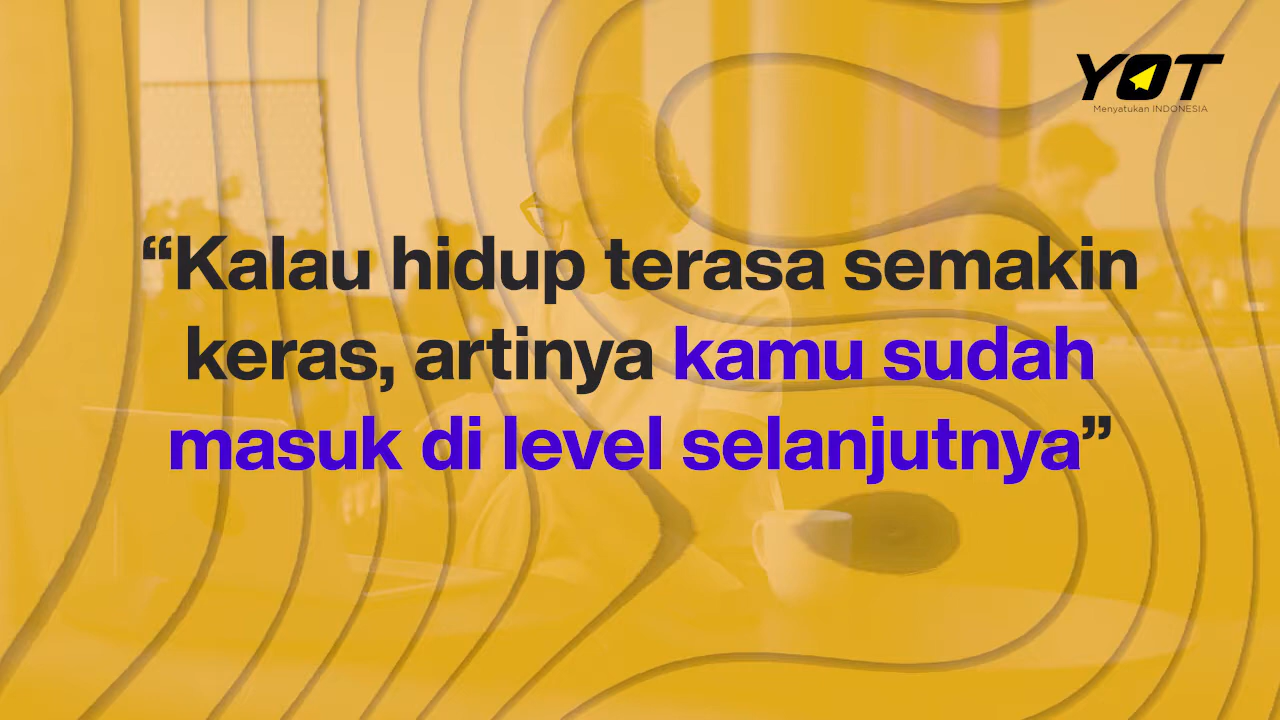 YOT
Menyatukan INDONESIA
“Kalau hidup terasa semakin
keras, artinya kamu sudah
masuk di level selanjutnya”